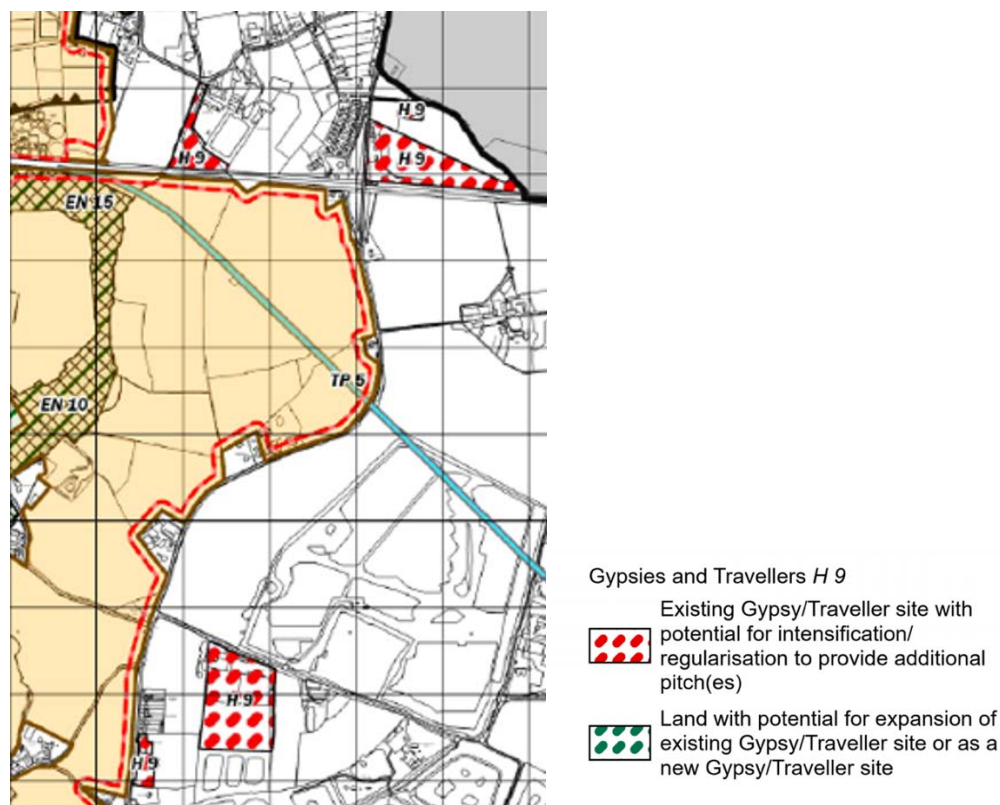 H 9
H 9
H 9
EN 15
TP 5
EN 10
H 9
H 9
Gypsies and Travellers H 9
Existing Gypsy/Traveller site with
potential for intensification/
regularisation to provide additional
pitch(es)
Land with potential for expansion of
existing Gypsy/Traveller site or as a
new Gypsy/Traveller site